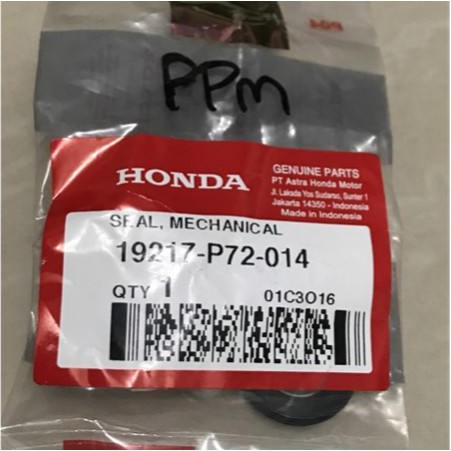 PPM
HONDA
GENUINE PARTS
PT Astra Honda Motor
Jl. Laksda Yos Sudarso, Sunter 1
Jakarta 14350 - Indonesia
Made in Indonesia
SEAL, MECHANICAL
19217-P72-014
QTY 1
01C3O16